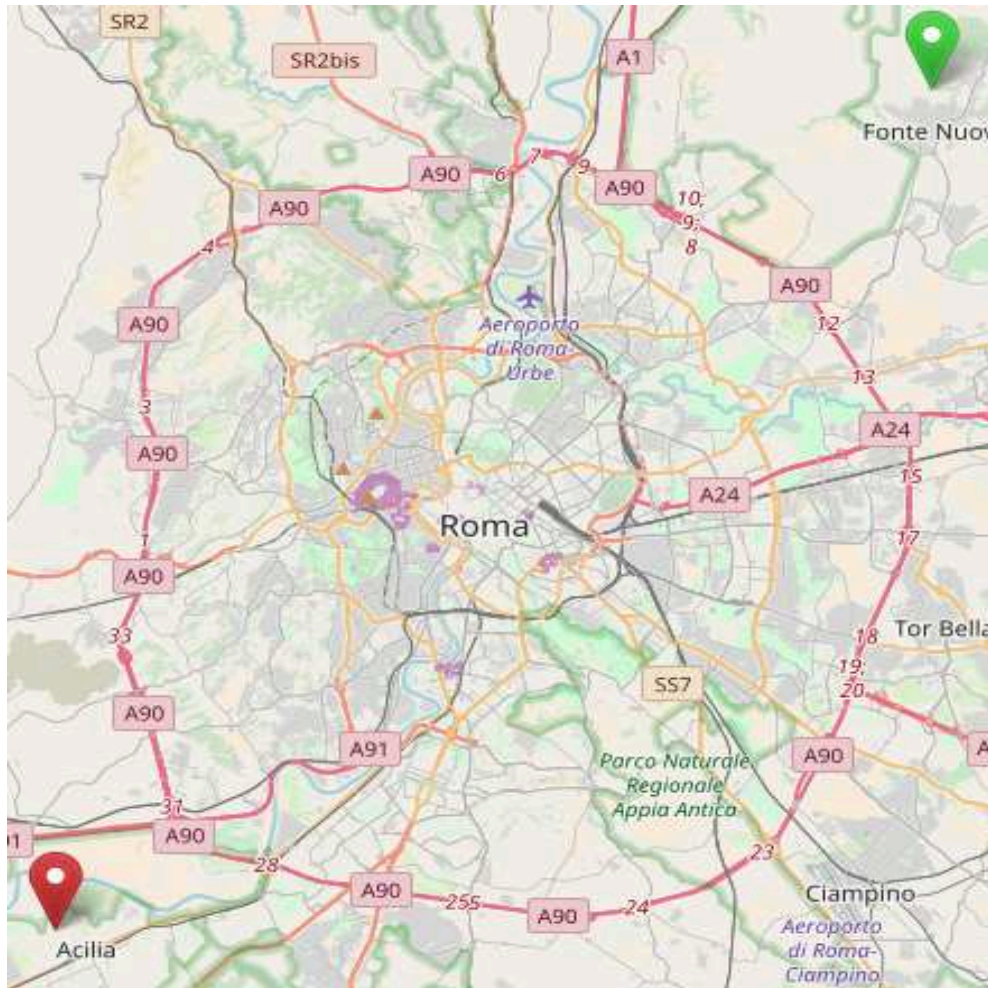 SR2
SR2bis
A1
Fonte Nuov
A90
7
6
9
A90
A90
10;
9;
8
4
A90
A90
12
Aeroporto
di Roma-
Urbe
13
3
A24
A90
15
A24
Roma
17
1
A90
33
18
Tor Bella
19,
20
SS7
A90
A91
A90
A
Parco Naturale
Regionale
Appia Antica
31
A90
91
28
23
A90
255
24
A90
Ciampino
Aeroporto
di Roma-
Ciampino
Acilia